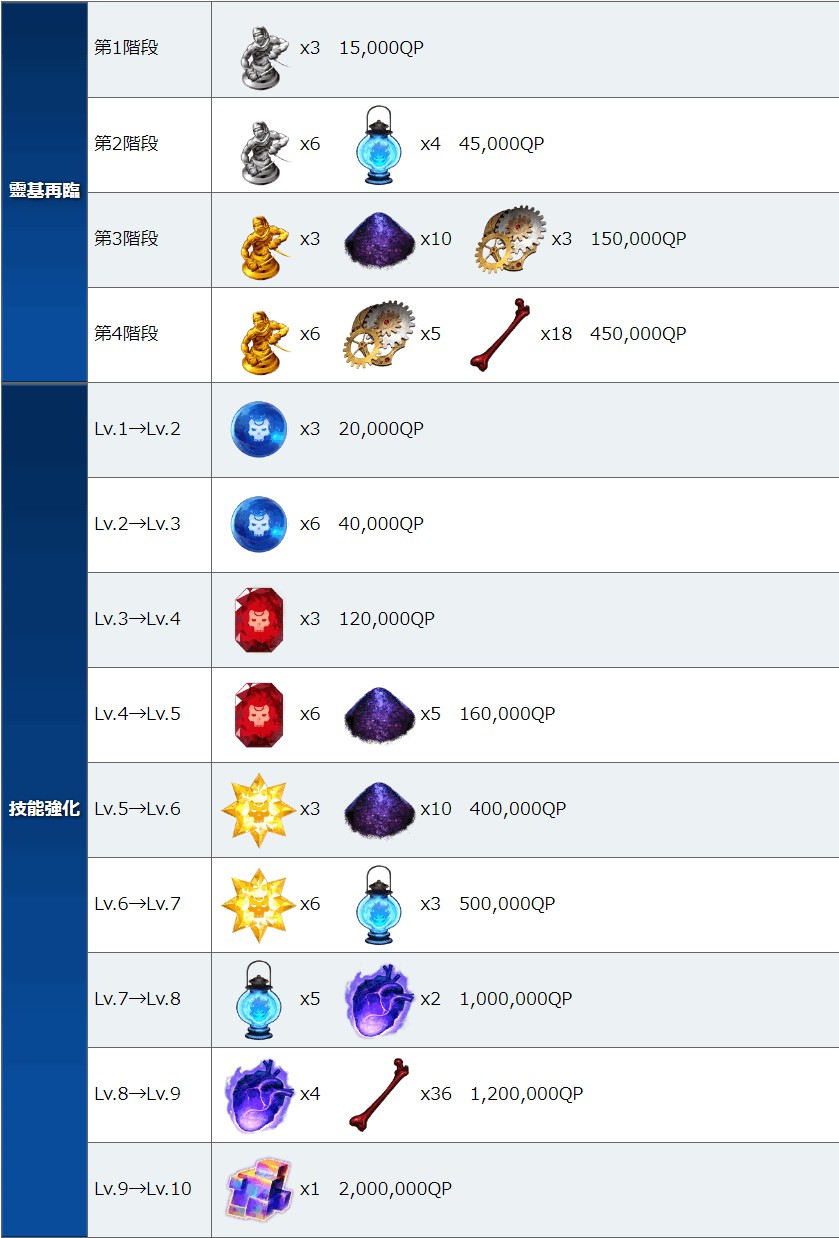 靈基再臨
第1階段 x3 15,000QP
第2階段 x6 x4 45,000QP
第3階段 x3 x10 x3 150,000QP
第4階段 x6 x5 x18 450,000QP
技能強化
Lv.1→Lv.2 x3 20,000QP
Lv.2→Lv.3 x6 40,000QP
Lv.3→Lv.4 x3 120,000QP
Lv.4→Lv.5 x6 x5 160,000QP
Lv.5→Lv.6 x3 x10 400,000QP
Lv.6→Lv.7 x6 x3 500,000QP
Lv.7→Lv.8 x5 x2 1,000,000QP
Lv.8→Lv.9 x4 x36 1,200,000QP
Lv.9→Lv.10 x1 2,000,000QP